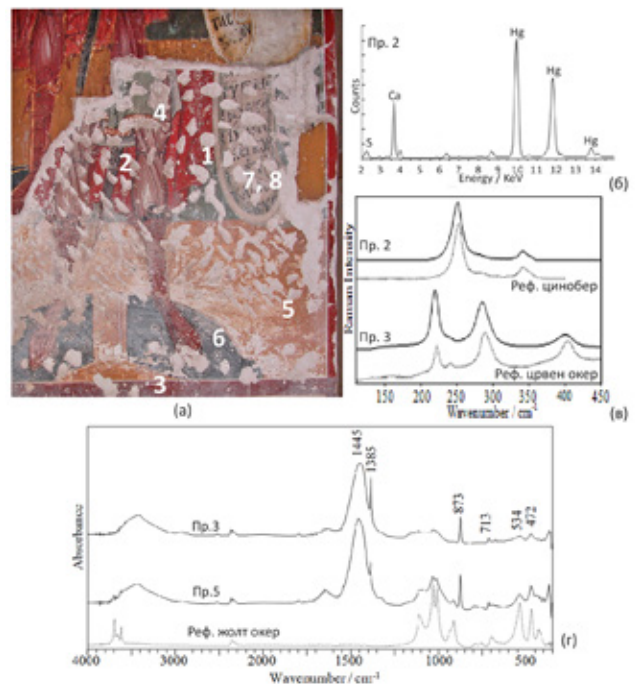 4
2
1
7, 8
5
6
3
(а)
Пр. 2
Counts
S
Ca
Hg
Hg
Hg
2 3 4 5 6 7 8 9 10 11 12 13 14
Energy / KeV
(б)
Raman Intensity
Пр. 2
Реф. цинобер
Пр. 3
Реф. црвен окер
150 200 250 300 350 400 450
Wavenumber / cm-1
(в)
Absorbance
1445
1385
873
713
534
472
Пр.3
Пр.5
Реф. жолт окер
4000 3000 2000 1500 1000 500
Wavenumber / cm-1
(г)